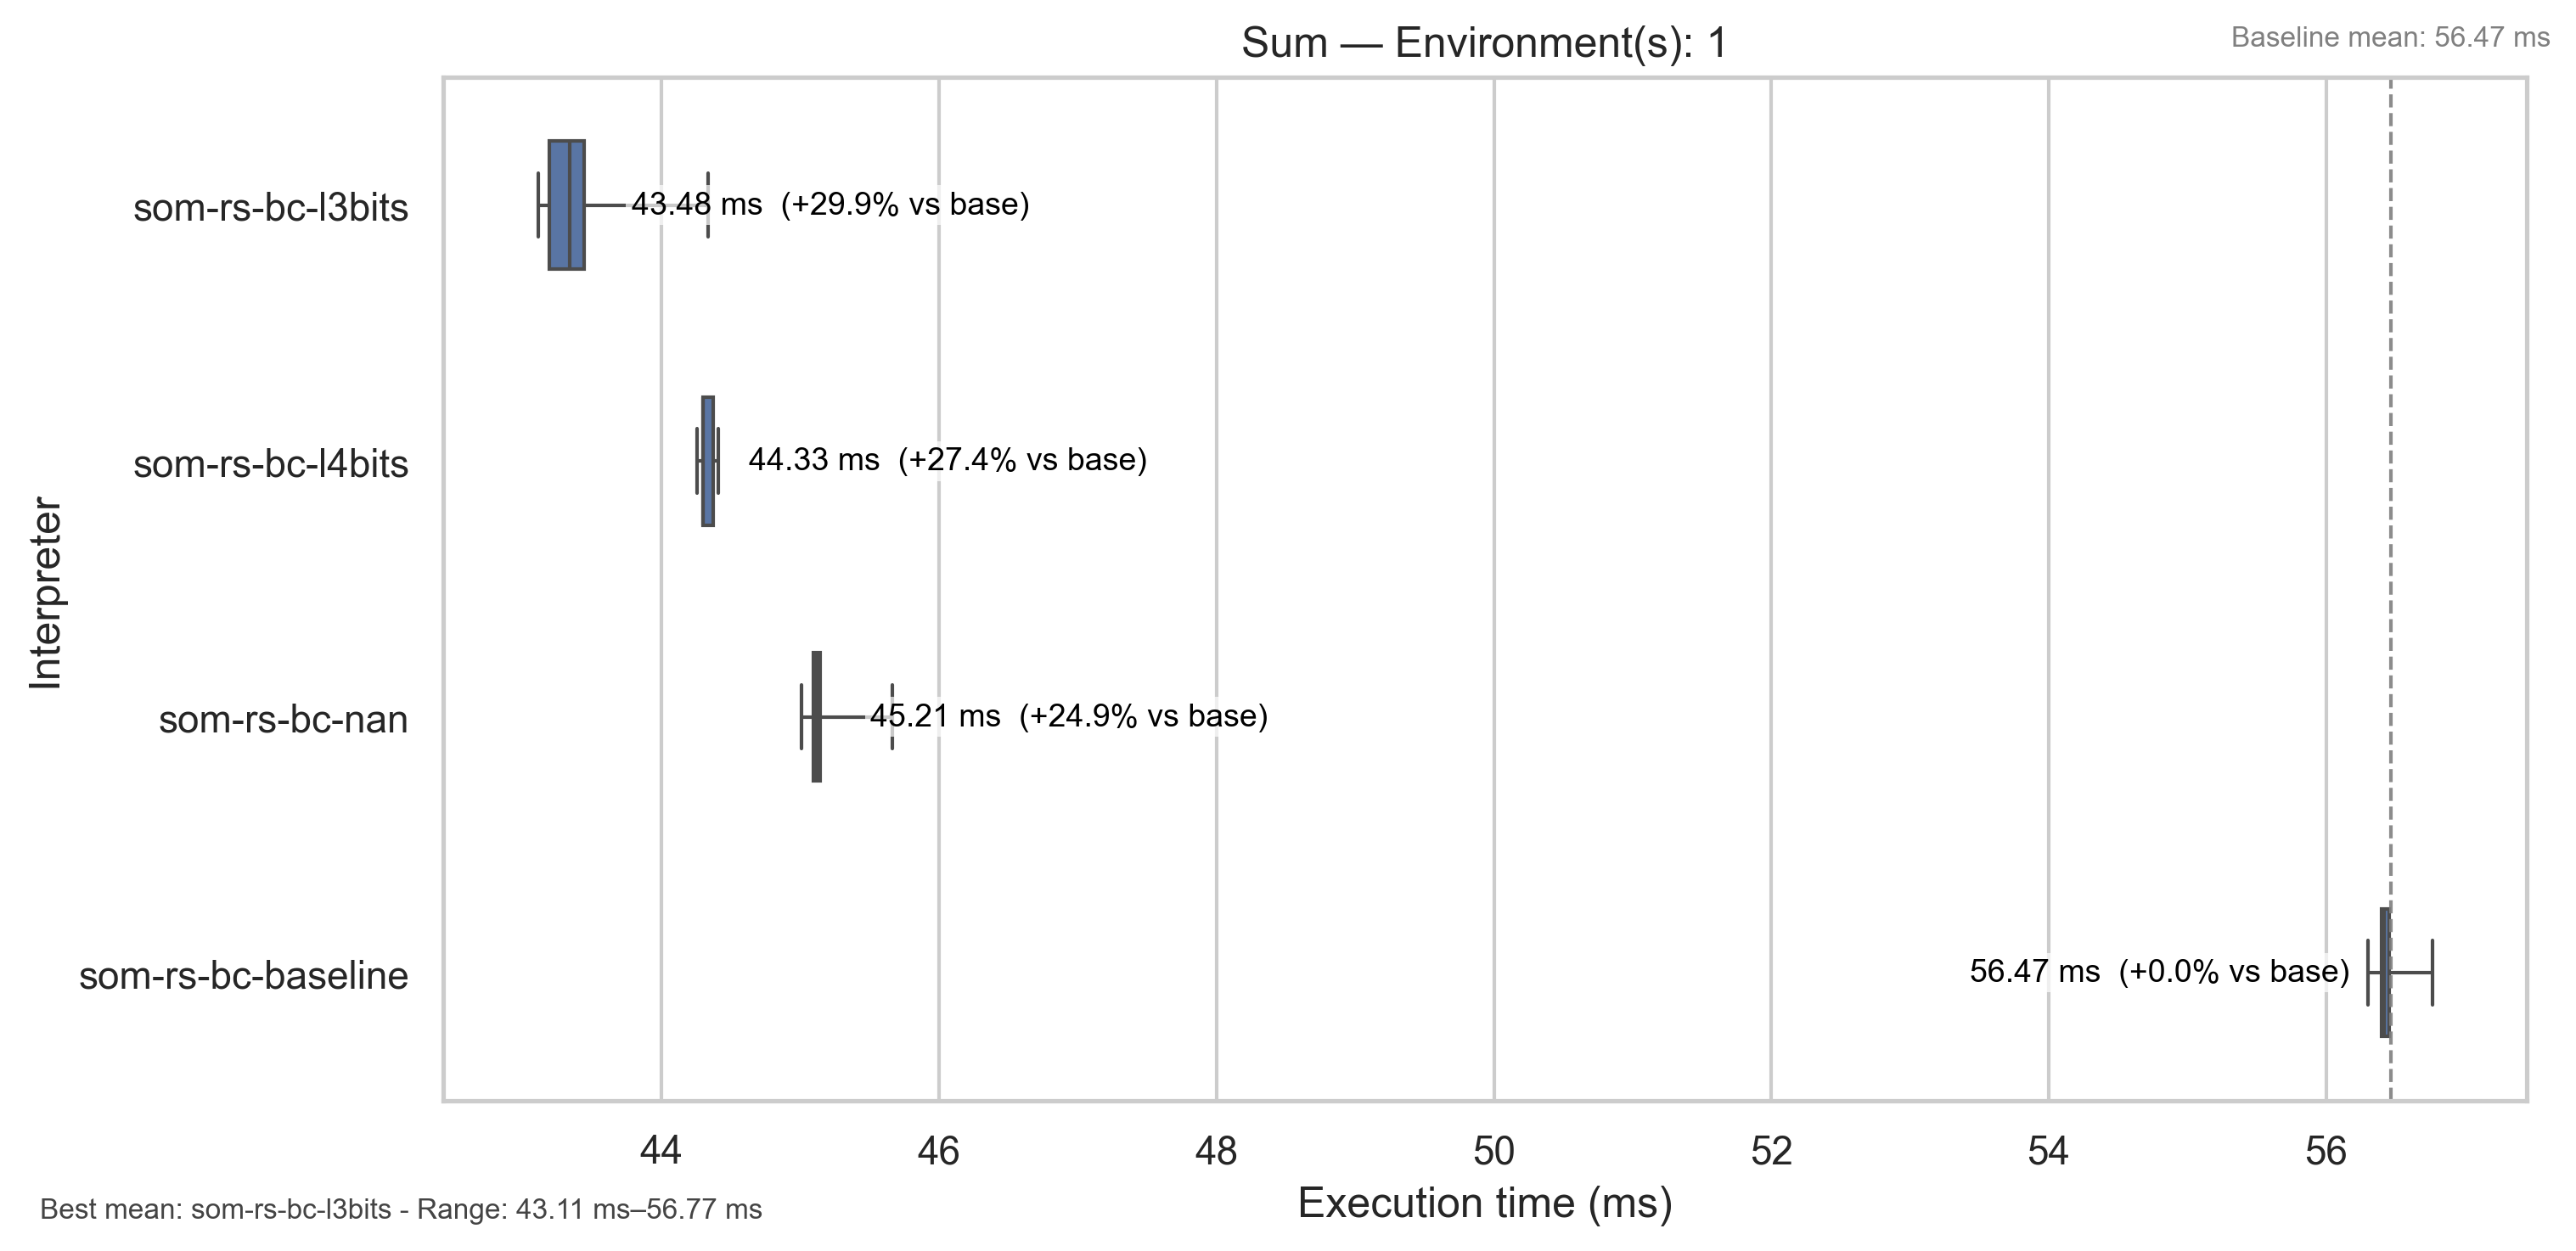 Sum — Environment(s): 1
Baseline mean: 56.47 ms
Interpreter
som-rs-bc-l3bits
43.48 ms  (+29.9% vs base)
som-rs-bc-l4bits
44.33 ms  (+27.4% vs base)
som-rs-bc-nan
45.21 ms  (+24.9% vs base)
som-rs-bc-baseline
56.47 ms  (+0.0% vs base)
44 46 48 50 52 54 56
Execution time (ms)
Best mean: som-rs-bc-l3bits - Range: 43.11 ms–56.77 ms